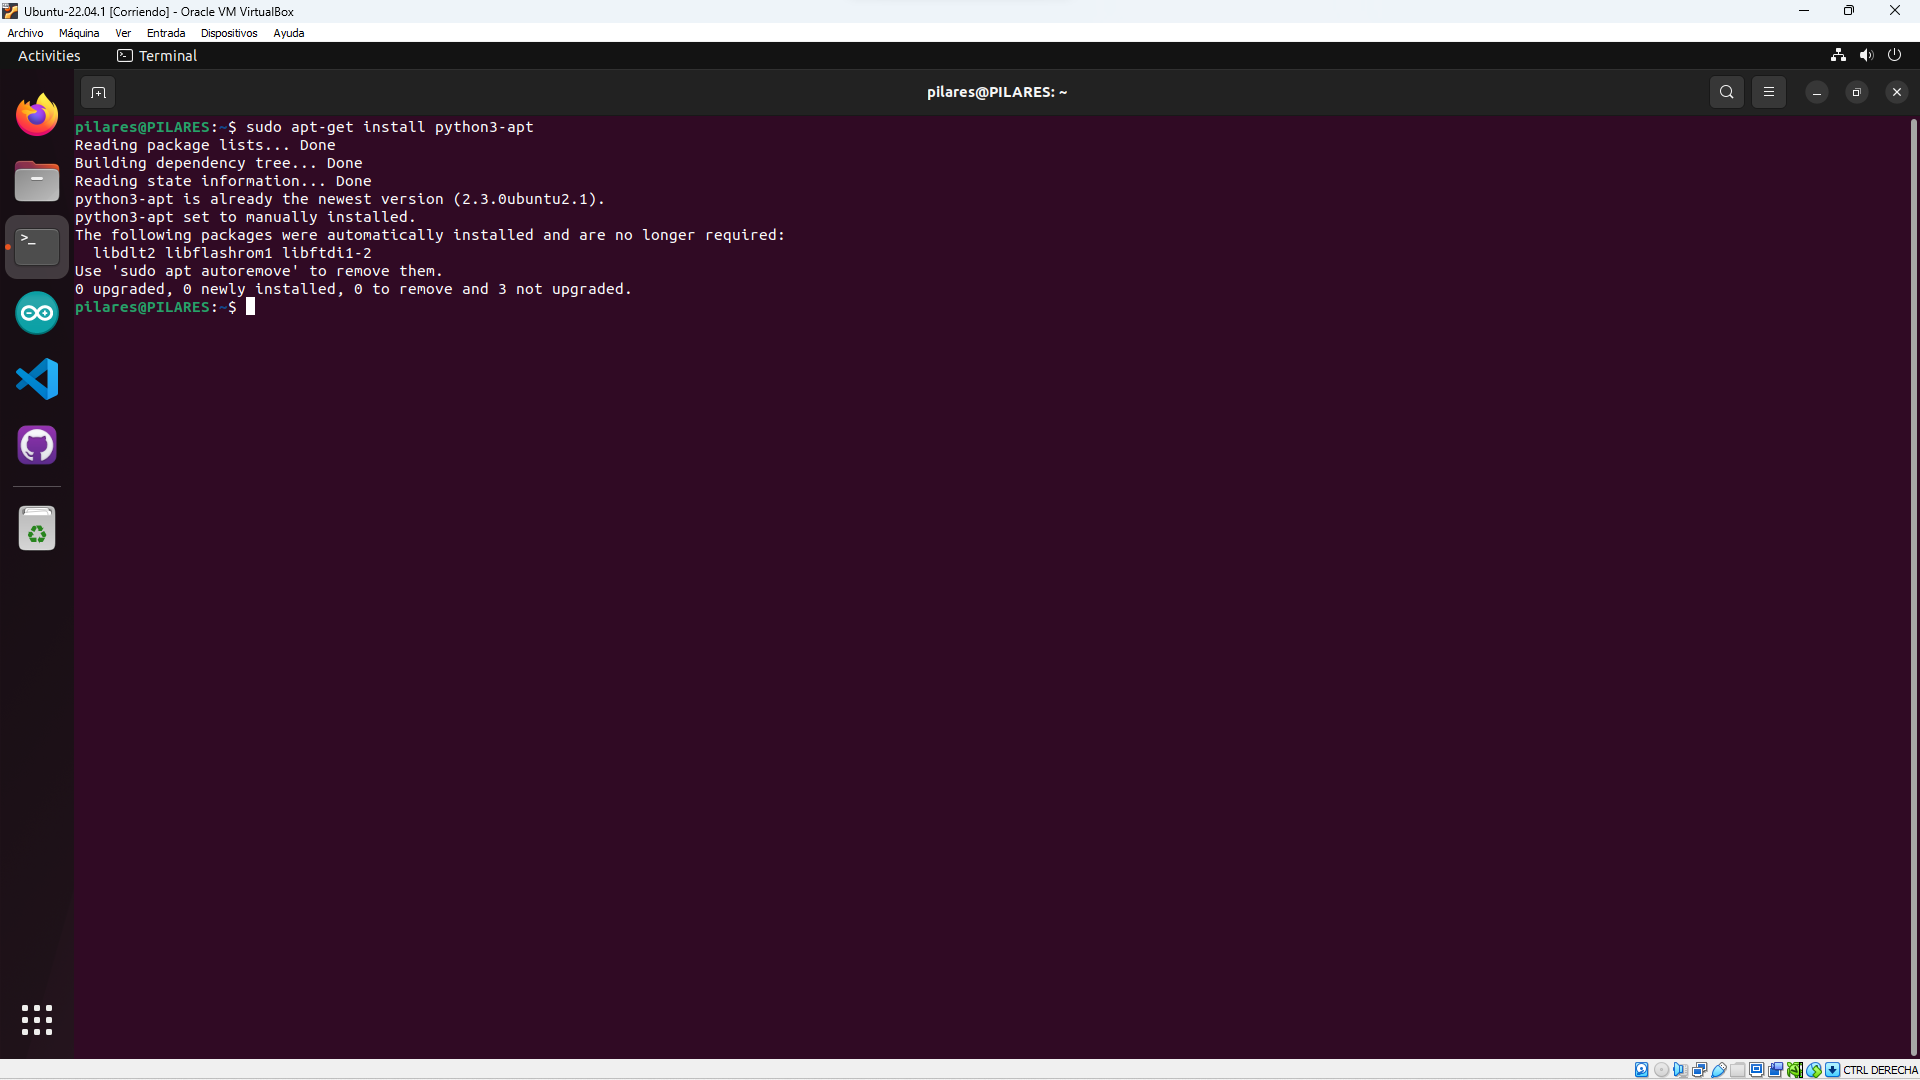 Ubuntu-22.04.1 [Corriendo] - Oracle VM VirtualBox
Archivo Máquina Ver Entrada Dispositivos Ayuda
Activities Terminal
pilares@PILARES: ~
pilares@PILARES:~$ sudo apt-get install python3-apt
Reading package lists... Done
Building dependency tree... Done
Reading state information... Done
python3-apt is already the newest version (2.3.0ubuntu2.1).
python3-apt set to manually installed.
The following packages were automatically installed and are no longer required:
  libdlt2 libflashrom1 libftdi1-2
Use 'sudo apt autoremove' to remove them.
0 upgraded, 0 newly installed, 0 to remove and 3 not upgraded.
pilares@PILARES:~$
CTRL DERECHA